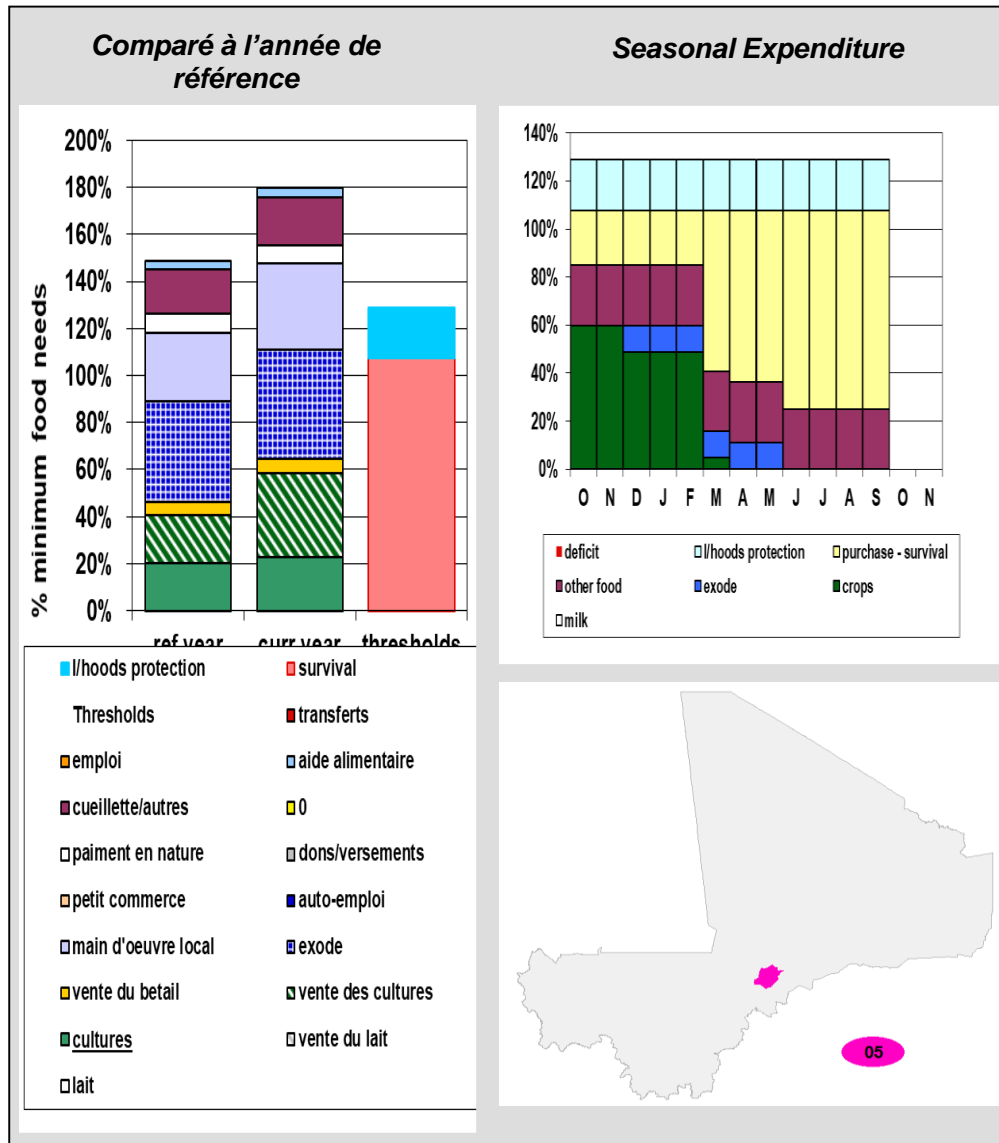 Comparé à l'année de
référence
200%
180%
160%
140%
120%
100%
80%
60%
40%
20%
0%
% minimum food needs
ref year curr year thresholds
l/hoods protection survival
Thresholds transferts
emploi aide alimentaire
cueillette/autres 0
paiment en nature dons/versements
petit commerce auto-emploi
main d'oeuvre local exode
vente du betail vente des cultures
cultures vente du lait
lait
Seasonal Expenditure
140%
120%
100%
80%
60%
40%
20%
0%
O N D J F M A M J J A S O N
deficit l/hoods protection purchase - survival
other food exode crops
milk
05